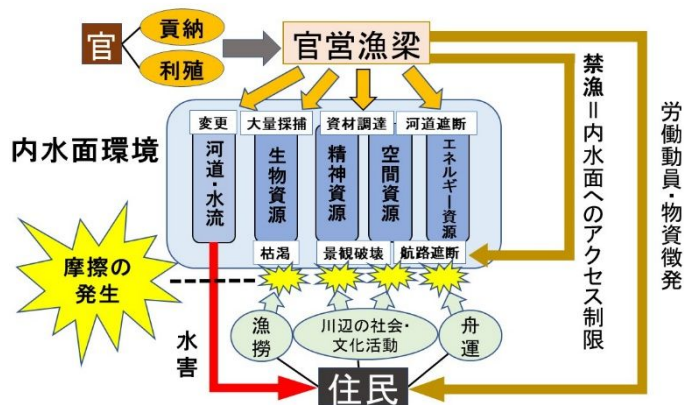 官
貢納
利殖
官営漁梁
内水面環境
変更
大量採捕
資材調達
河道遮断
河道・水流
生物資源
精神資源
空間資源
エネルギー資源
枯渇
景観破壊
航路遮断
摩擦の
発生
水害
漁
撈
川辺の社会・
文化活動
舟
運
住民
禁漁＝内水面へのアクセス制限
労働動員・物資徴発